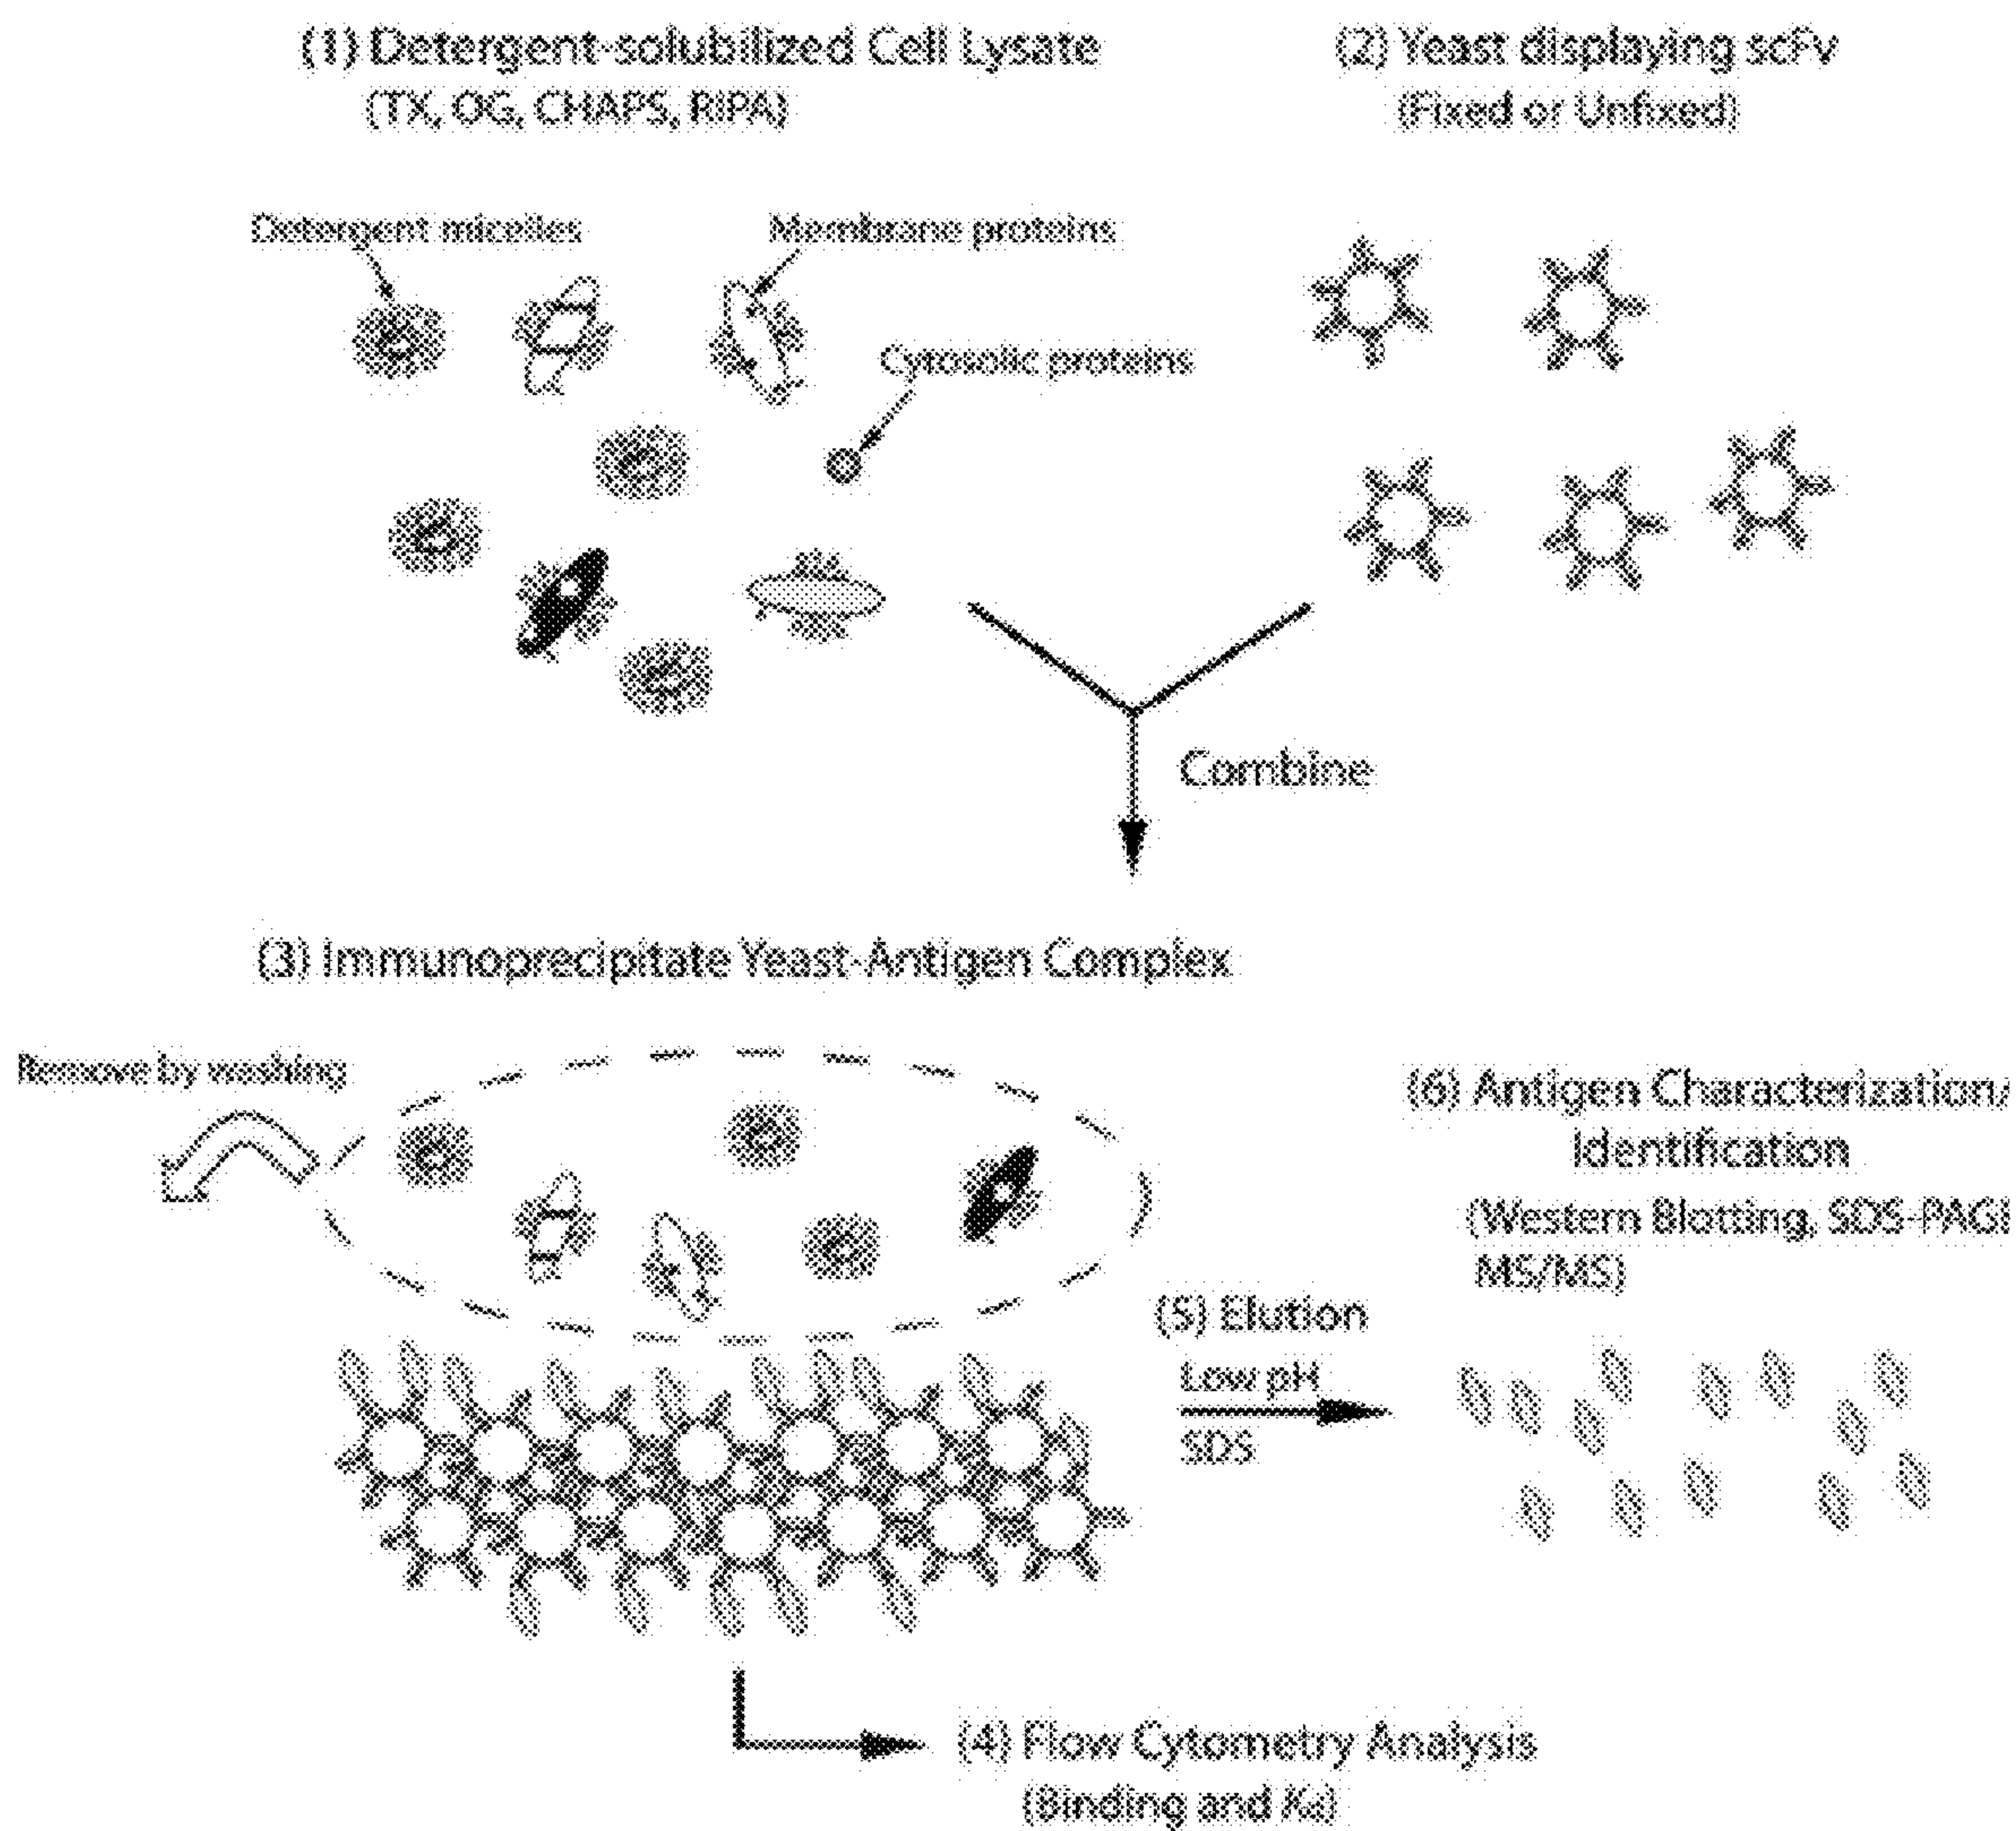 (1) Detergent-solubilized Cell Lysate
(TX, OG, CHAPS, RIPA)
(2) Yeast displaying scFv
(Fixed or Unfixed)
Detergent micelles
Membrane proteins
Cytosolic proteins
Combine
(3) Immunoprecipitate Yeast-Antigen Complex
Remove by washing
(6) Antigen Characterization/
Identification
(Western Blotting, SDS-PAGE
MS/MS)
(5) Elution
Low pH
SDS
(4) Flow Cytometry Analysis
(Binding and Kd)